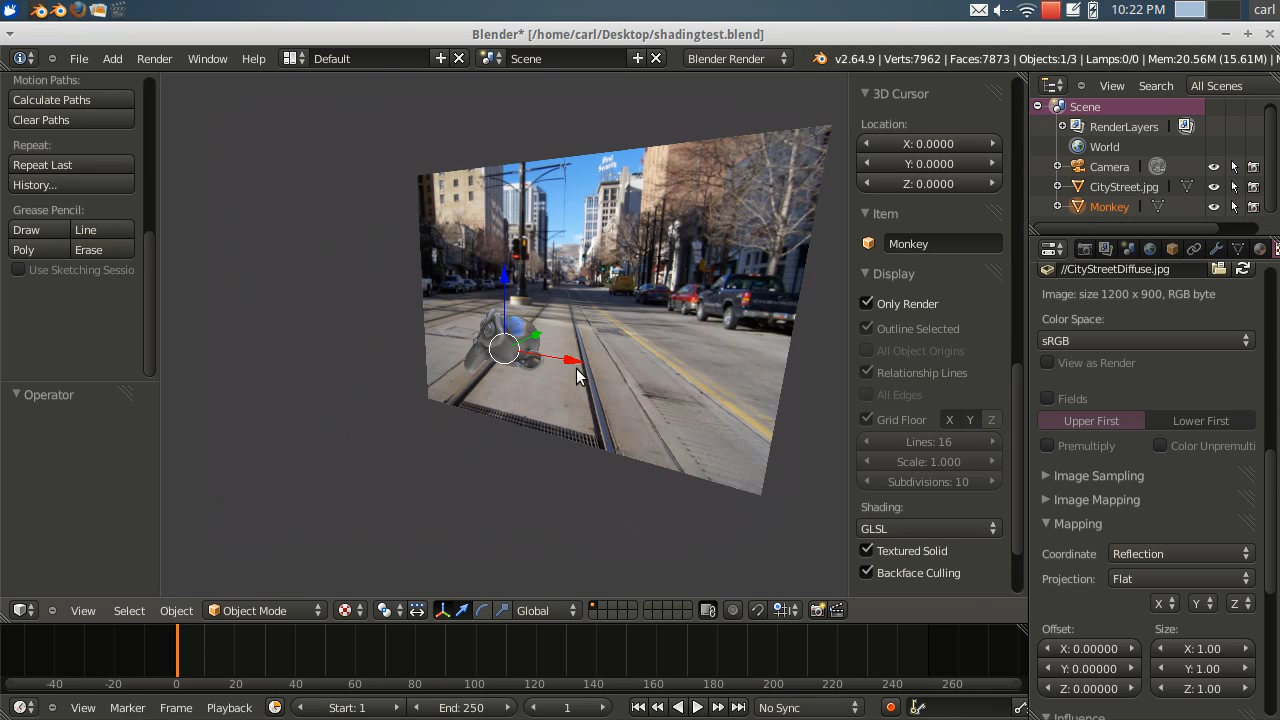 10:22 PM carl
Blender* [/home/carl/Desktop/shadingtest.blend]
File Add Render Window Help Default Scene Blender Render v2.64.9 | Verts:7962 | Faces:7873 | Objects:1/3 | Lamps:0/0 | Mem:20.56M (15.61M) |
Motion Paths:
Calculate Paths
Clear Paths
Repeat:
Repeat Last
History...
Grease Pencil:
Draw Line
Poly Erase
Use Sketching Sessio
Operator
3D Cursor
Location:
X: 0.0000
Y: 0.0000
Z: 0.0000
Item
Monkey
Display
Only Render
Outline Selected
All Object Origins
Relationship Lines
All Edges
Grid Floor X Y Z
Lines: 16
Scale: 1.000
Subdivisions: 10
Shading:
GLSL
Textured Solid
Backface Culling
View Search All Scenes
Scene
RenderLayers
World
Camera
CityStreet.jpg
Monkey
//CityStreetDiffuse.jpg
Image: size 1200 x 900, RGB byte
Color Space:
sRGB
View as Render
Fields
Upper First Lower First
Premultiply Color Unpremulti
Image Sampling
Image Mapping
Mapping
Coordinate Reflection
Projection: Flat
X Y Z
Offset: Size:
X: 0.00000 X: 1.00
Y: 0.00000 Y: 1.00
Z: 0.00000 Z: 1.00
Influence
View Select Object Object Mode Global
-40 -20 0 20 40 60 80 100 120 140 160 180 200 220 240 260
View Marker Frame Playback Start: 1 End: 250 1 No Sync